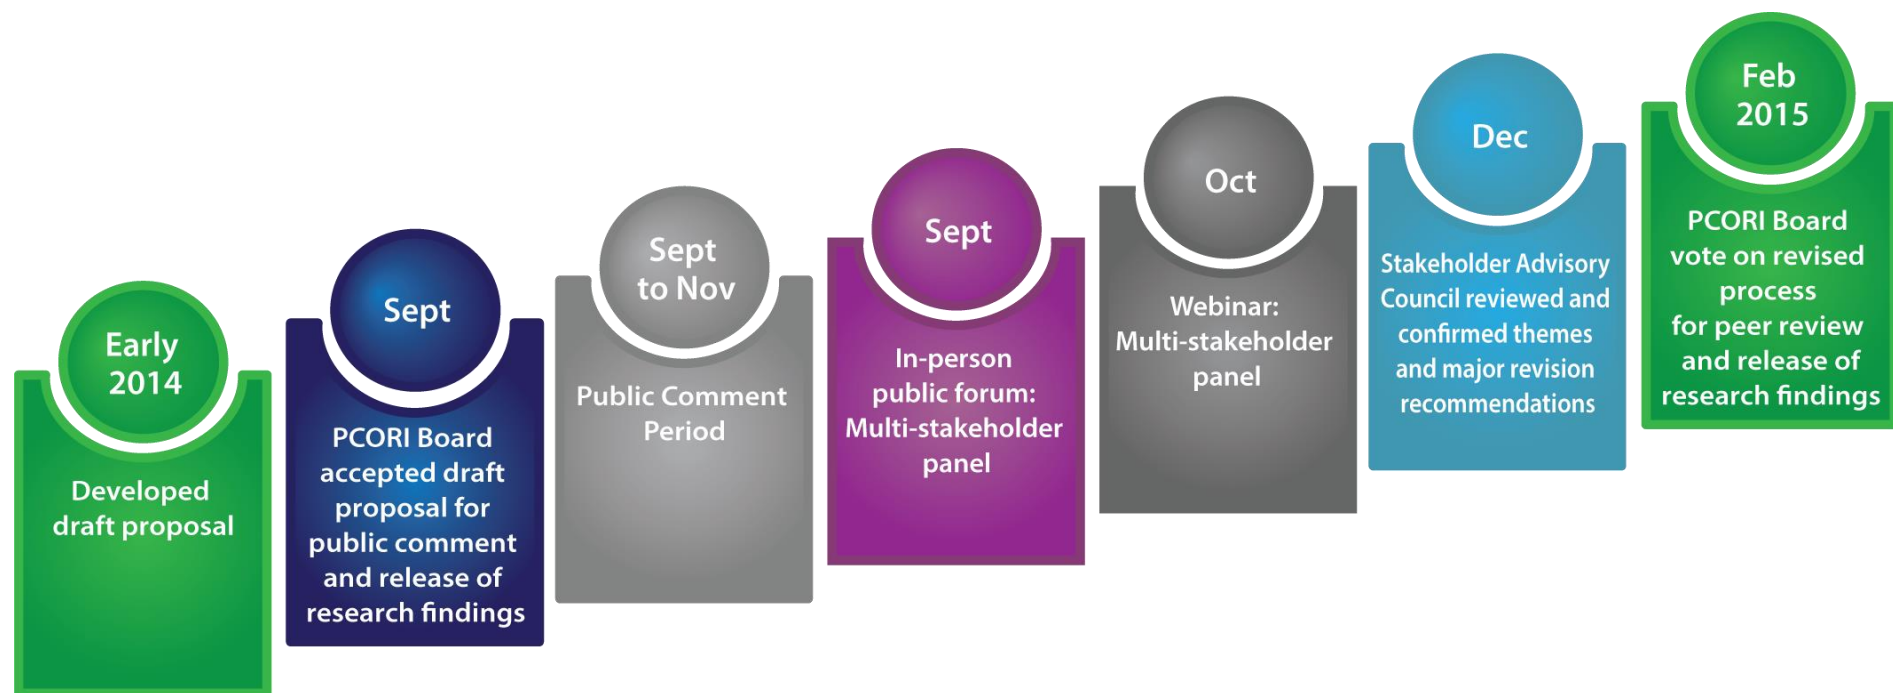 Early
2014
Developed
draft proposal
Sept
PCORI Board
accepted draft
proposal for
public comment
and release of
research findings
Sept
to Nov
Public Comment
Period
Sept
In-person
public forum:
Multi-stakeholder
panel
Oct
Webinar:
Multi-stakeholder
panel
Dec
Stakeholder Advisory
Council reviewed and
confirmed themes
and major revision
recommendations
Feb
2015
PCORI Board
vote on revised
process
for peer review
and release of
research findings